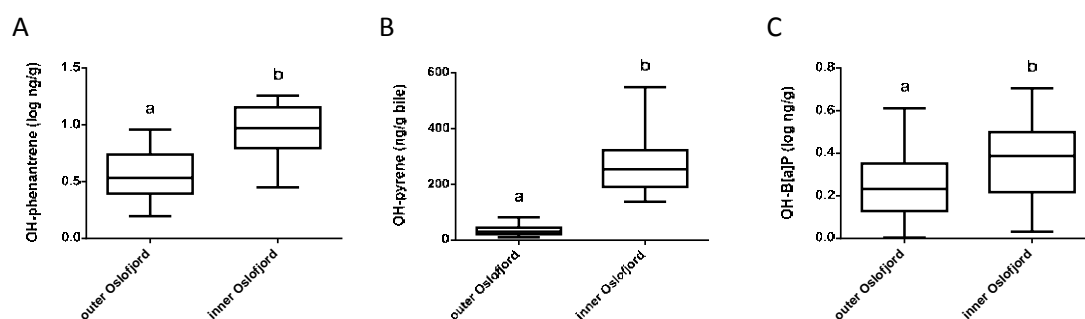 A
OH-phenantrene (log ng/g)
1.5
1.0
0.5
0.0
a
b
outer Oslofjord
inner Oslofjord
B
OH-pyrene (ng/g bile)
600
400
200
0
a
b
outer Oslofjord
inner Oslofjord
C
OH-B[a]P (log ng/g)
0.8
0.6
0.4
0.2
0.0
a
b
outer Oslofjord
inner Oslofjord